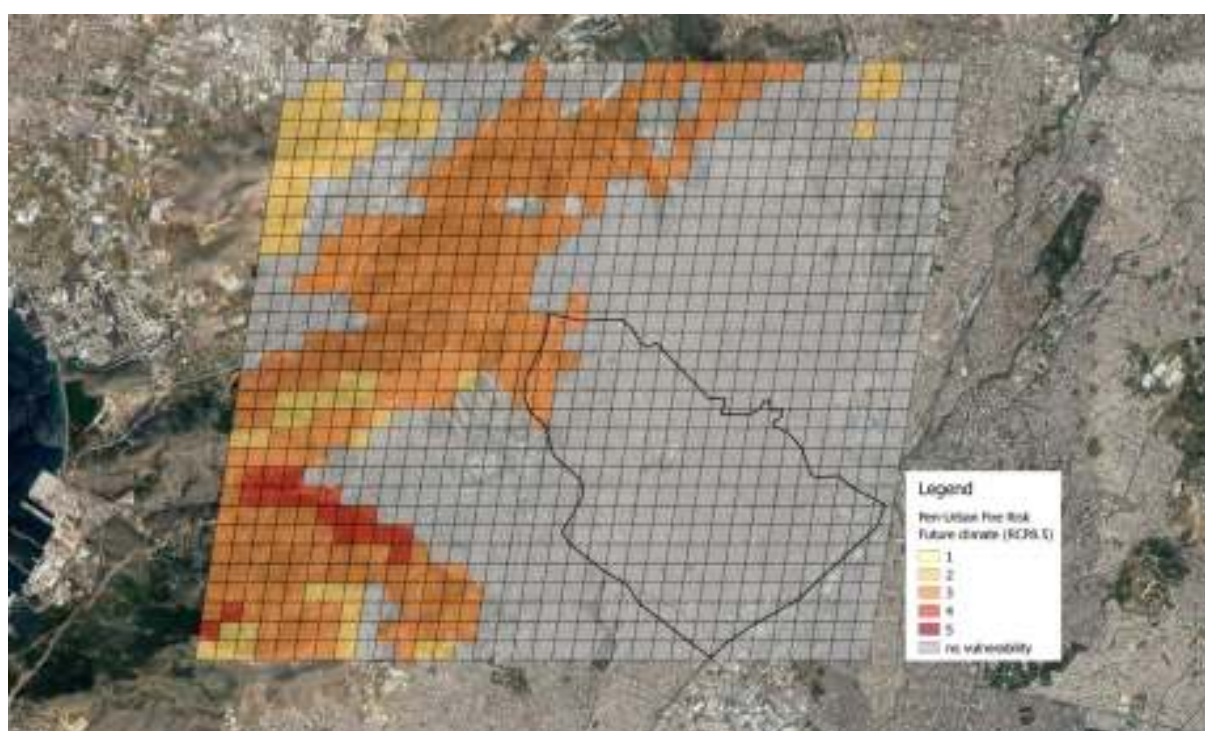 Legend
Peri-Urban Fire Risk
Future climate (RCP8.5)
1
2
3
4
5
no vulnerability